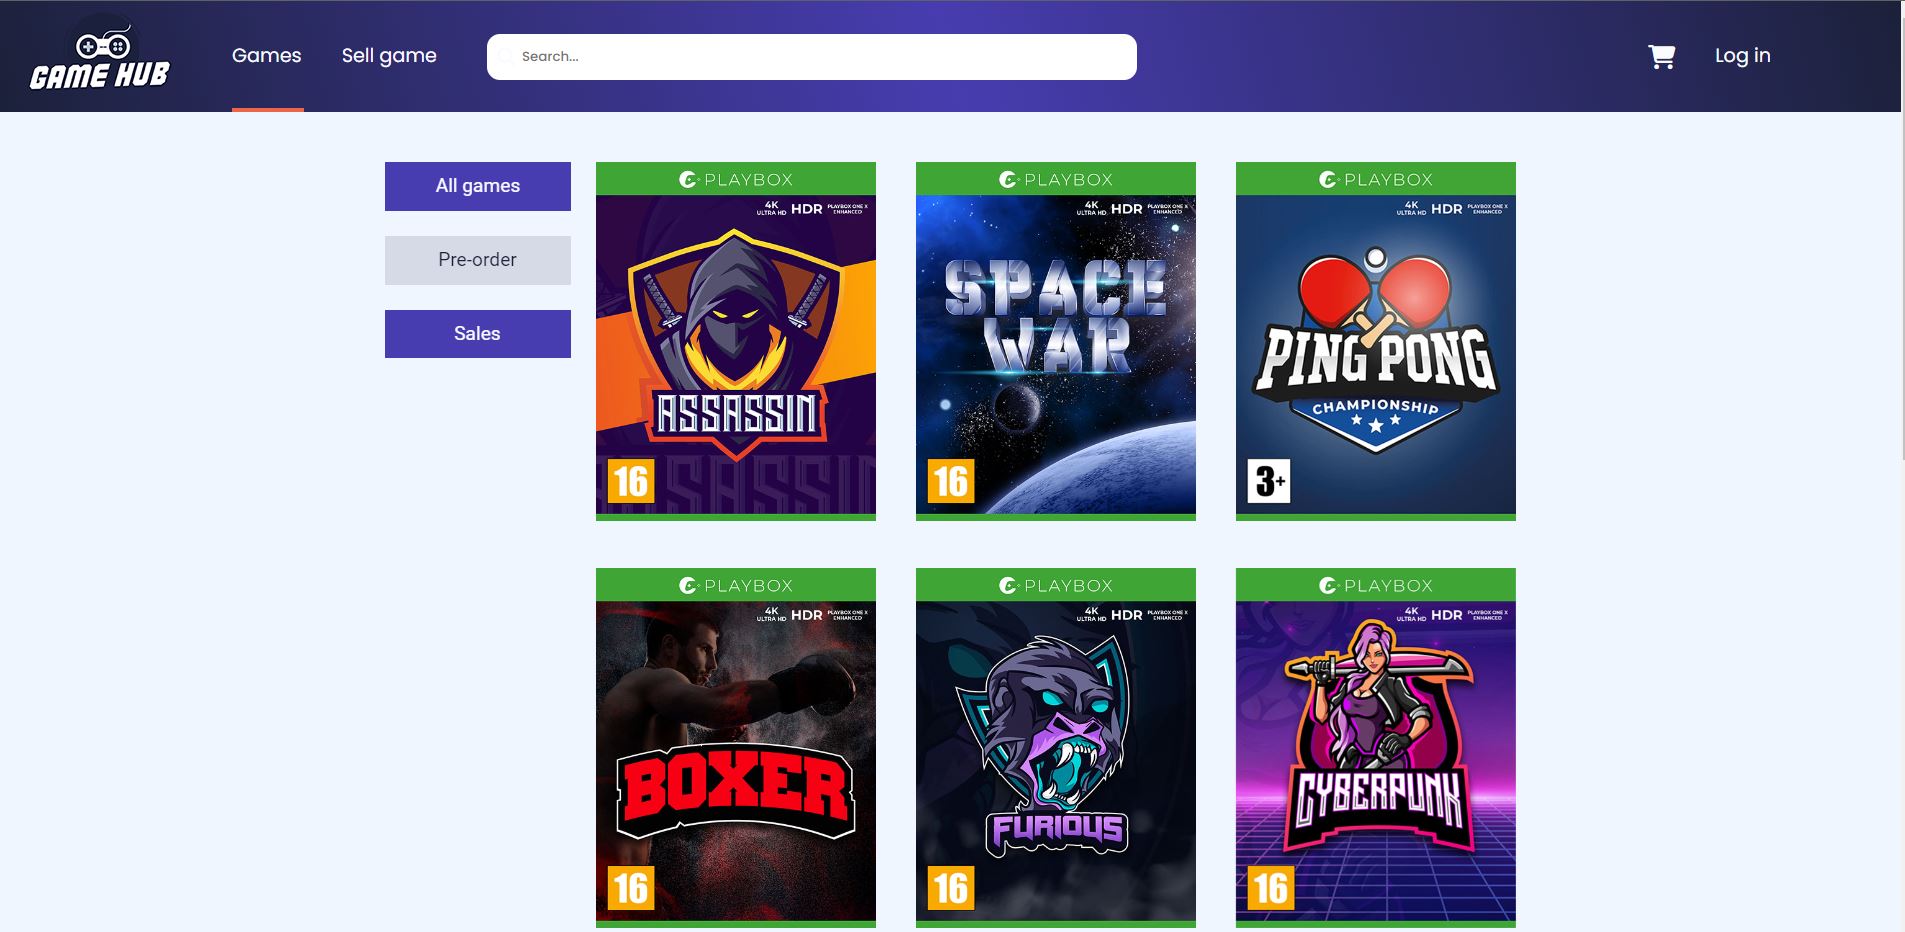 GAME HUB
Games
Sell game
Search...
Log in
All games
Pre-order
Sales
PLAYBOX
4K ULTRA HD HDR PLAYBOX ONE X ENHANCED
ASSASSIN
ASSASSIN
16
PLAYBOX
4K ULTRA HD HDR PLAYBOX ONE X ENHANCED
SPACE
WAR
16
PLAYBOX
4K ULTRA HD HDR PLAYBOX ONE X ENHANCED
PING PONG
CHAMPIONSHIP
3+
PLAYBOX
4K ULTRA HD HDR PLAYBOX ONE X ENHANCED
BOXER
16
PLAYBOX
4K ULTRA HD HDR PLAYBOX ONE X ENHANCED
FURIOUS
16
PLAYBOX
4K ULTRA HD HDR PLAYBOX ONE X ENHANCED
CYBERPUNK
16